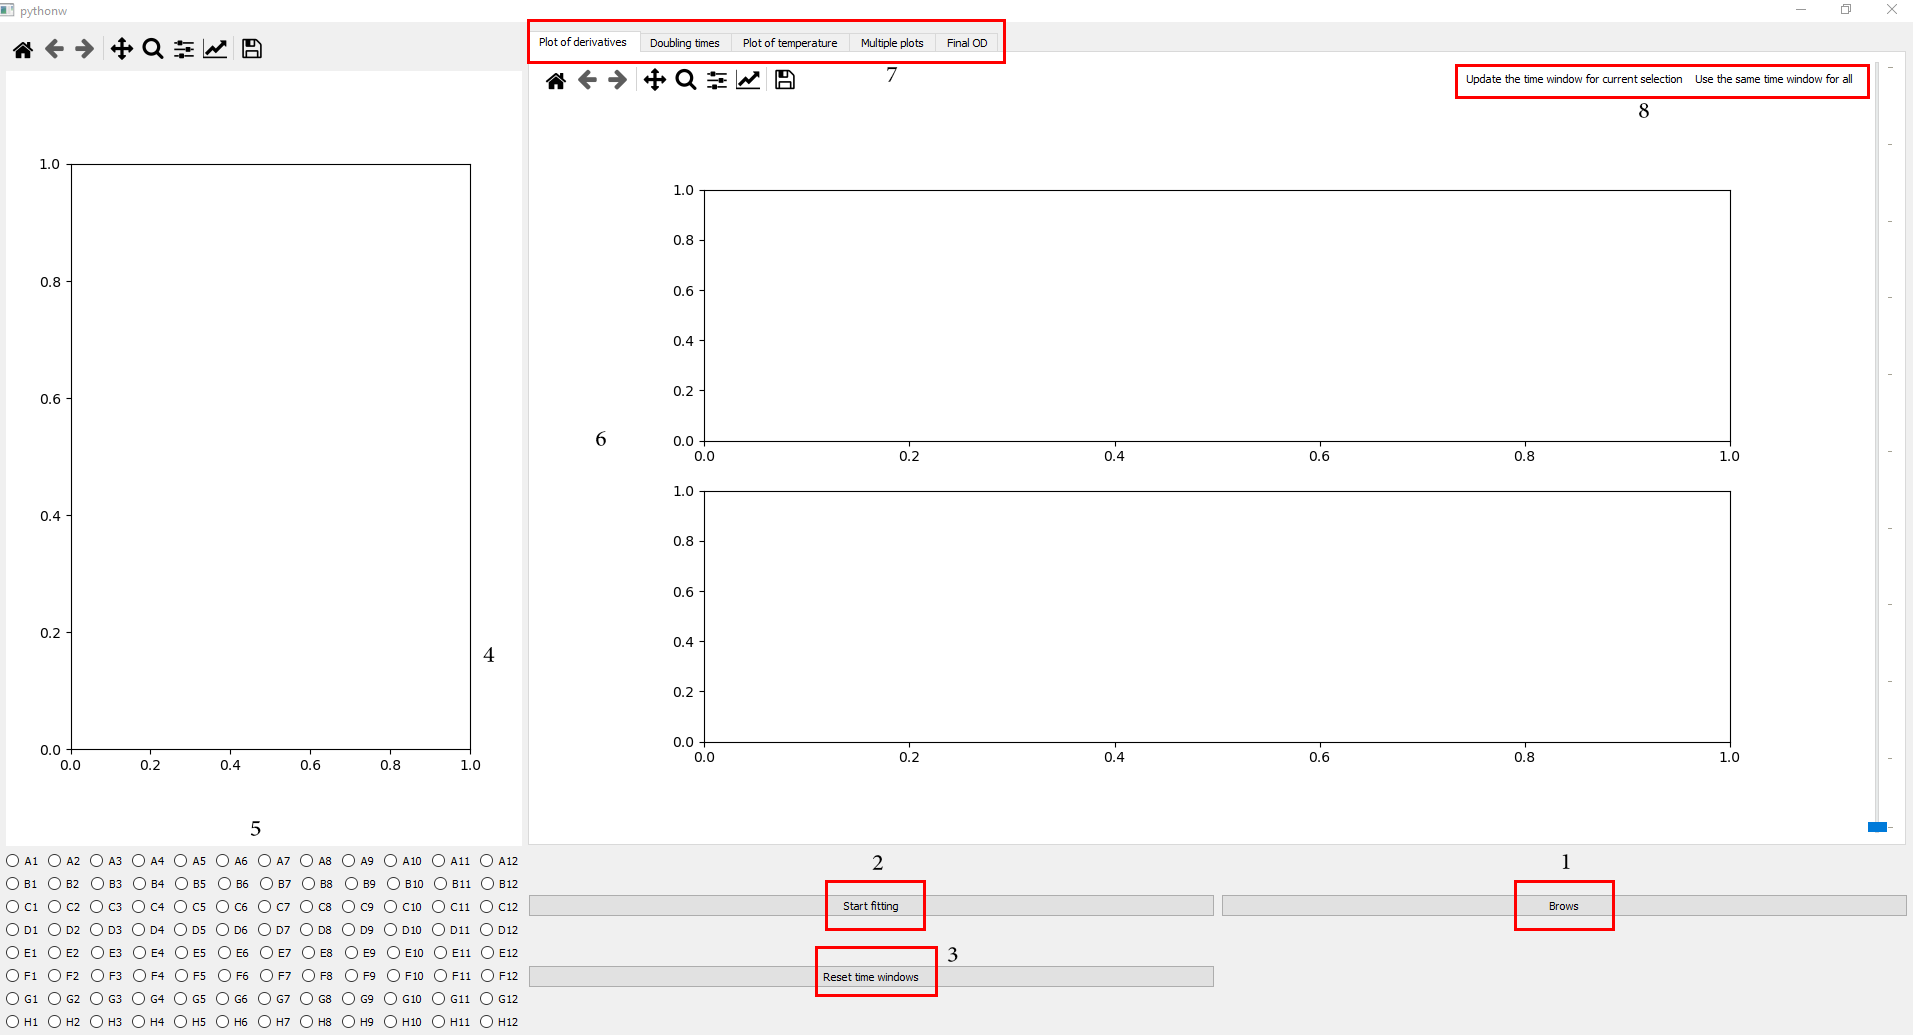 pythonw
Plot of derivatives Doubling times Plot of temperature Multiple plots Final OD
7
Update the time window for current selection Use the same time window for all
8
1.0
0.8
0.6
0.4
0.2
0.0
0.0 0.2 0.4 0.6 0.8 1.0
4
5
1.0
0.8
0.6
0.4
0.2
0.0
0.0 0.2 0.4 0.6 0.8 1.0
6
1.0
0.8
0.6
0.4
0.2
0.0
0.0 0.2 0.4 0.6 0.8 1.0
A1 A2 A3 A4 A5 A6 A7 A8 A9 A10 A11 A12
B1 B2 B3 B4 B5 B6 B7 B8 B9 B10 B11 B12
C1 C2 C3 C4 C5 C6 C7 C8 C9 C10 C11 C12
D1 D2 D3 D4 D5 D6 D7 D8 D9 D10 D11 D12
E1 E2 E3 E4 E5 E6 E7 E8 E9 E10 E11 E12
F1 F2 F3 F4 F5 F6 F7 F8 F9 F10 F11 F12
G1 G2 G3 G4 G5 G6 G7 G8 G9 G10 G11 G12
H1 H2 H3 H4 H5 H6 H7 H8 H9 H10 H11 H12
2
Start fitting
1
Brows
3
Reset time windows